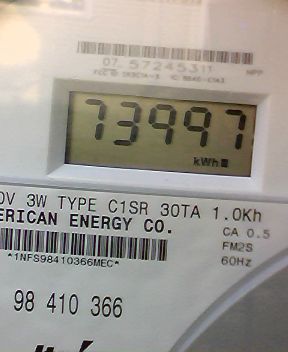 07 57245311
NPP
73997
kWh
0V 3W TYPE C1SR 30TA 1.0Kh
ERICAN ENERGY CO.
CA 0.5
*1NFS98410366MEC*
FM2S
60Hz
98 410 366